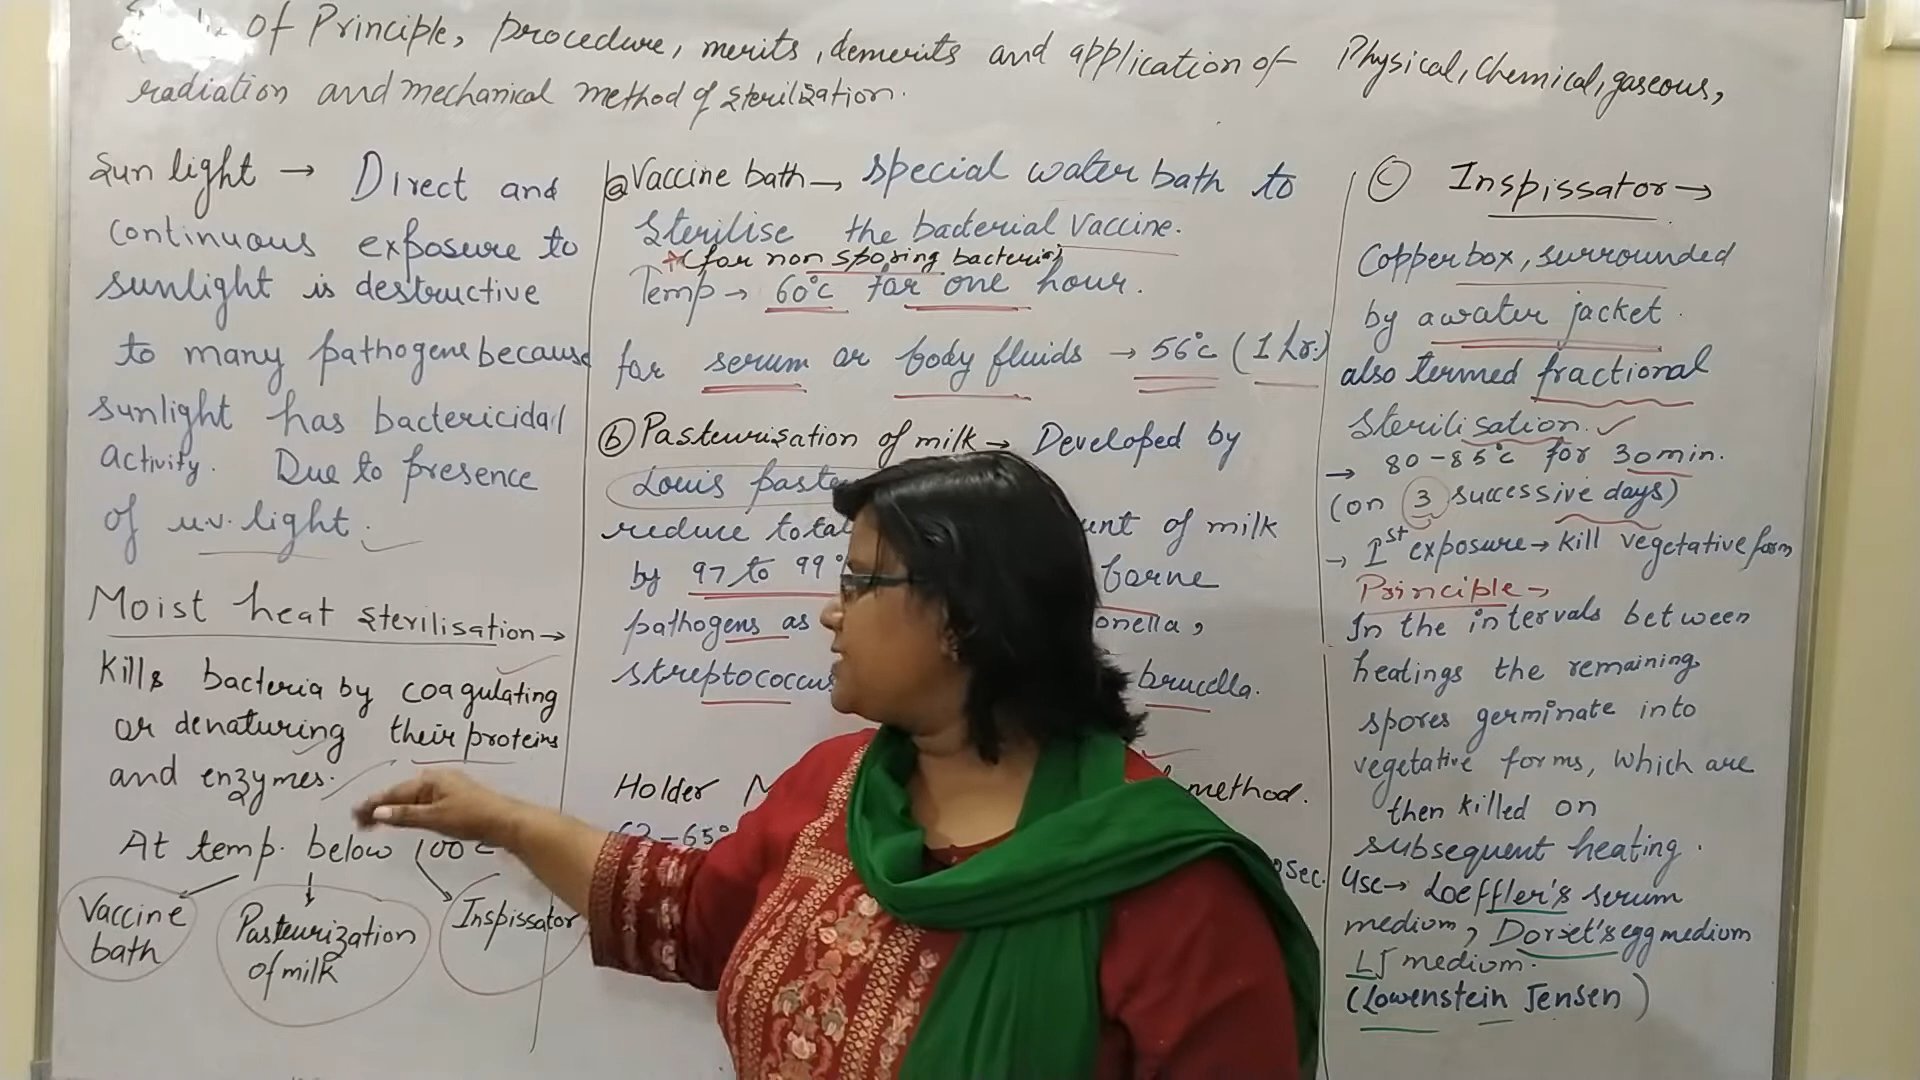 of Principle, procedure, merits, demerits and application of Physical, Chemical, gaseous,
radiation and mechanical method of sterilization.
Sun light → Direct and
continuous exposure to
sunlight is destructive
to many pathogens because
sunlight has bactericidal
activity. Due to presence
of u.v. light.
Moist heat sterilisation →
Kills bacteria by coagulating
or denaturing their proteins
and enzymes.
At temp. below 100°C
Vaccine
bath
Pasteurization
of milk
Inspissator
ⓐ Vaccine bath → special water bath to
sterilise the bacterial vaccine.
(for non sporing bacteria)
Temp → 60°C for one hour.
for serum or body fluids → 56°C (1 hr.)
ⓑ Pasteurisation of milk → Developed by
Louis
reduce total of milk
by 97 to 99 borne
pathogens as
streptococcus brucella.
Holder method.
-65°
sec.
ⓒ Inspissator →
Copper box, surrounded
by a water jacket.
also termed fractional
sterilisation.
→ 80-85°C for 30 min.
(on 3 successive days)
→ 1st exposure → kill vegetative form
Principle →
In the intervals between
heatings the remaining
spores germinate into
vegetative forms, which are
then killed on
subsequent heating.
Use → Loeffler's serum
medium, Dorset's egg medium
LJ medium.
(Lowenstein Jensen)